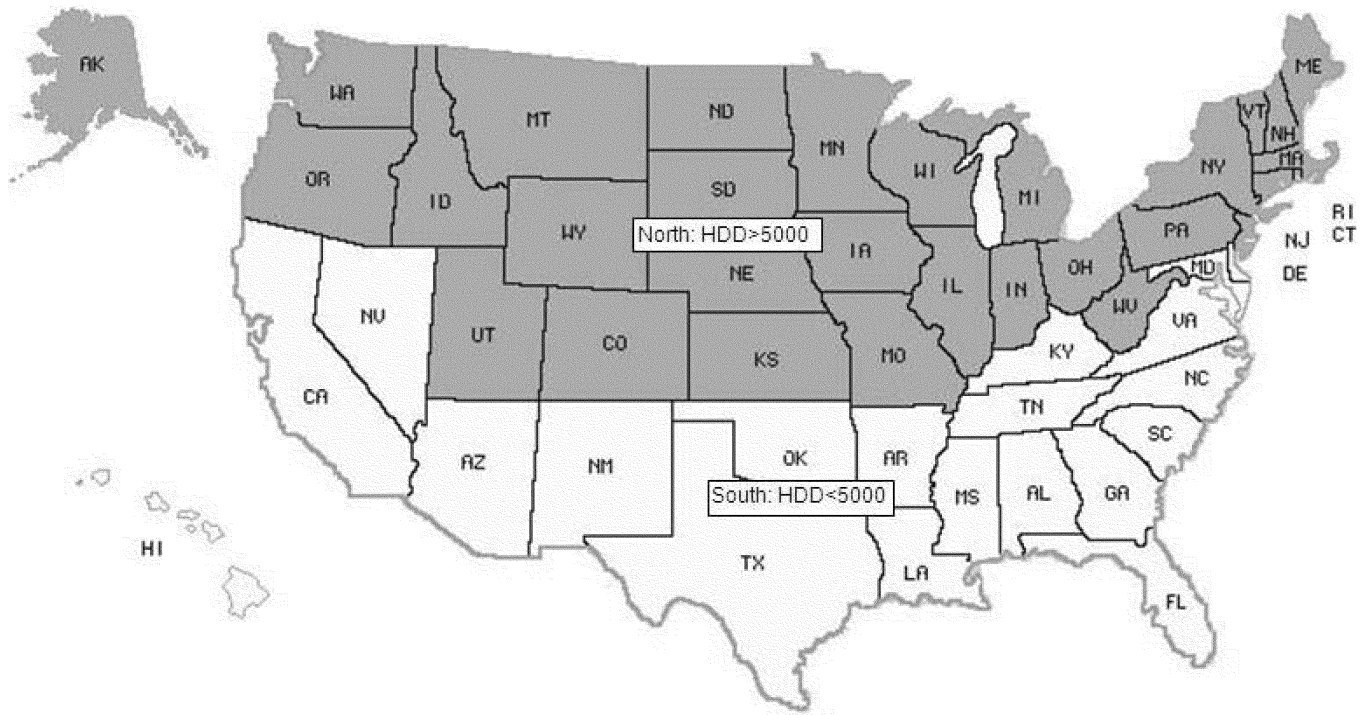 AK
WA
MT
ND
MN
WI
MI
ME
VT
NH
MA
NY
OR
ID
WY
SD
North: HDD>5000
IA
NE
PA
RI
CT
NJ
DE
MD
OH
IL
IN
WV
VA
NV
UT
CO
KS
MO
KY
CA
NC
TN
SC
AZ
NM
OK
AR
South: HDD<5000
MS
AL
GA
HI
TX
LA
FL